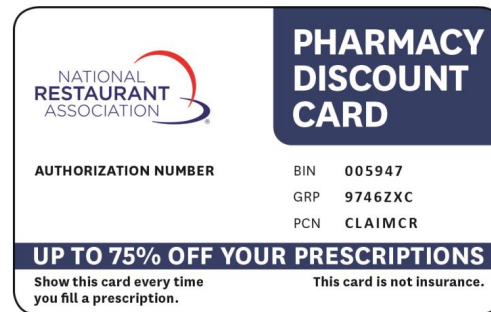 NATIONAL
RESTAURANT
ASSOCIATION®
PHARMACY
DISCOUNT
CARD
AUTHORIZATION NUMBER
BIN 005947
GRP 9746ZXC
PCN CLAIMCR
UP TO 75% OFF YOUR PRESCRIPTIONS
Show this card every time
you fill a prescription.
This card is not insurance.